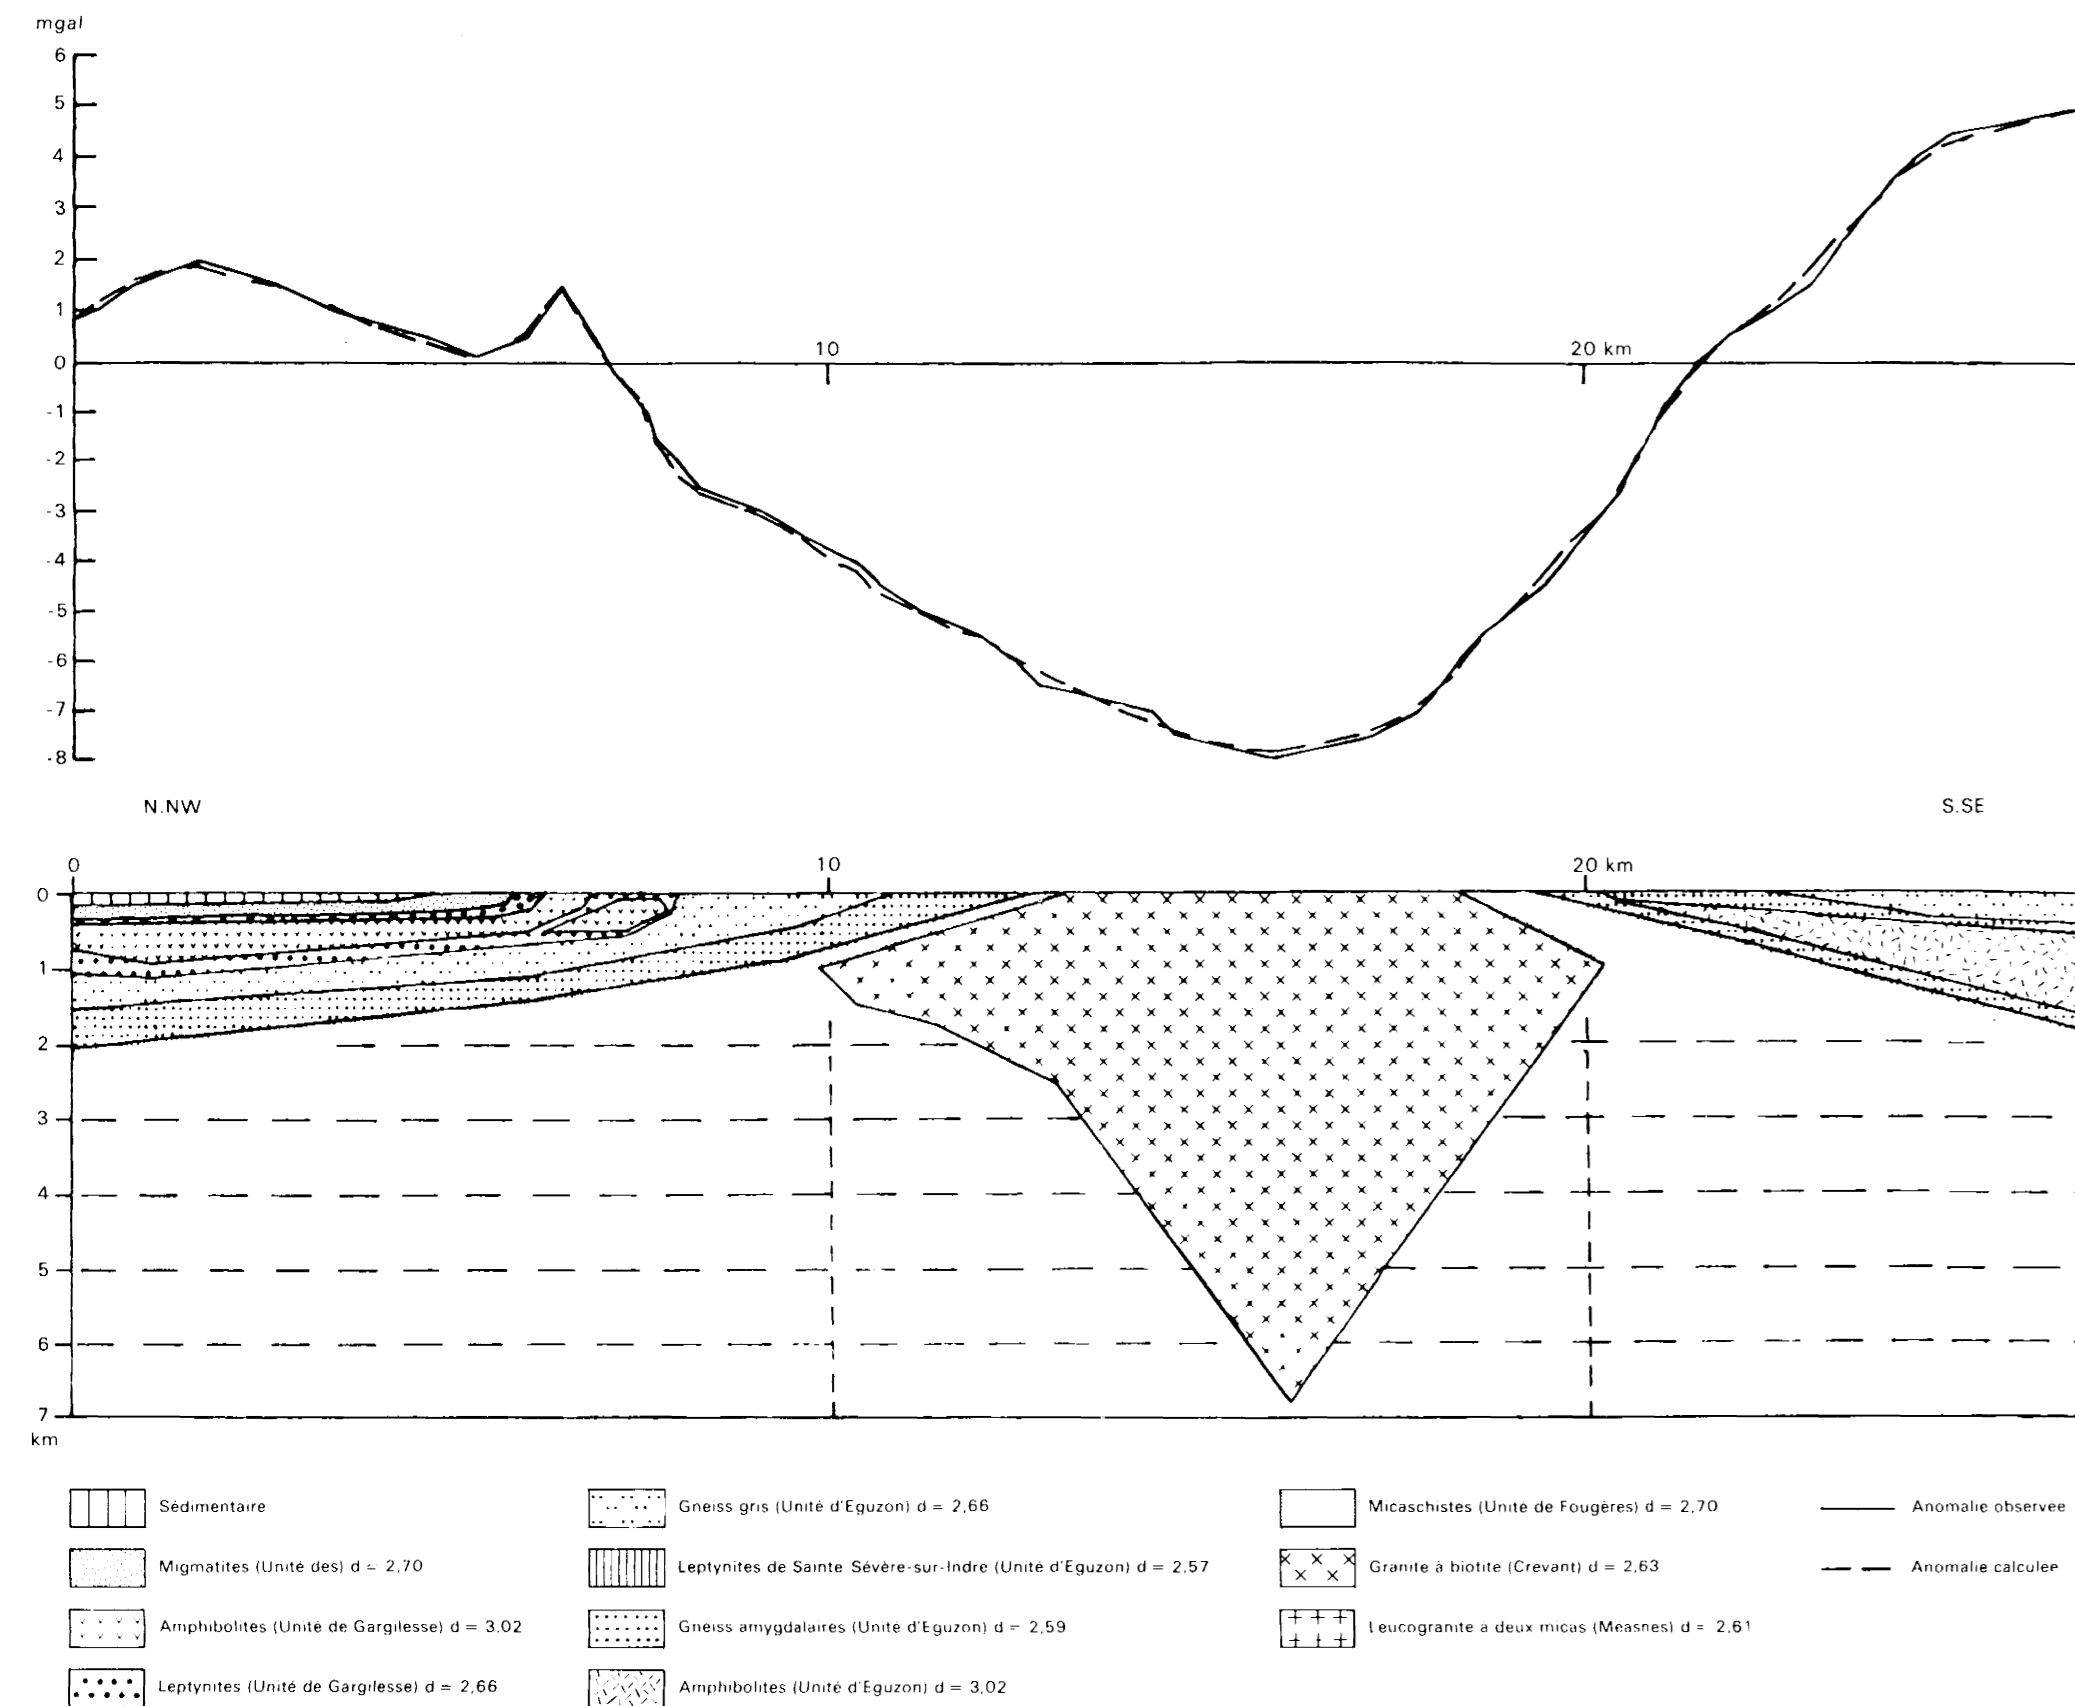 mgal
6
5
4
3
2
1
0
-1
-2
-3
-4
-5
-6
-7
-8
10
20 km
N.NW
S.SE
0
10
20 km
0
1
2
3
4
5
6
7
km
Sédimentaire
Migmatites (Unité des) d = 2,70
Amphibolites (Unité de Gargilesse) d = 3,02
Leptynites (Unité de Gargilesse) d = 2,66
Gneiss gris (Unité d'Eguzon) d = 2,66
Leptynites de Sainte Sévère-sur-Indre (Unité d'Eguzon) d = 2,57
Gneiss amygdalaires (Unité d'Eguzon) d = 2,59
Amphibolites (Unité d'Eguzon) d = 3,02
Micaschistes (Unité de Fougères) d = 2,70
Granite à biotite (Crevant) d = 2,63
Leucogranite à deux micas (Measnes) d = 2,61
Anomalie observee
Anomalie calculee